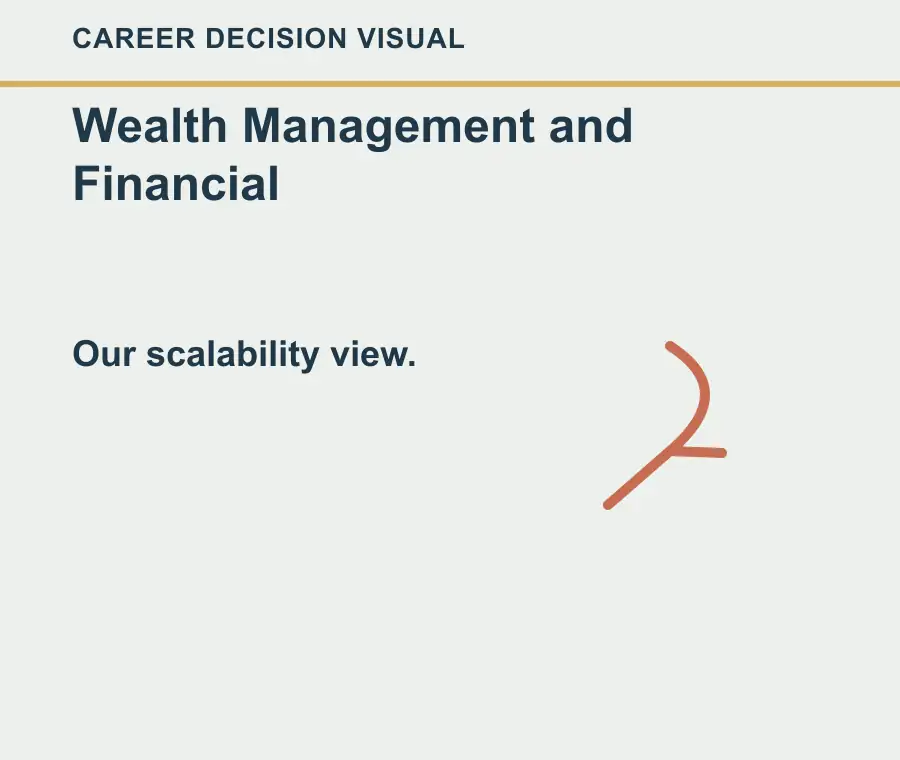 CAREER DECISION VISUAL
Wealth Management and
Financial
Our scalability view.